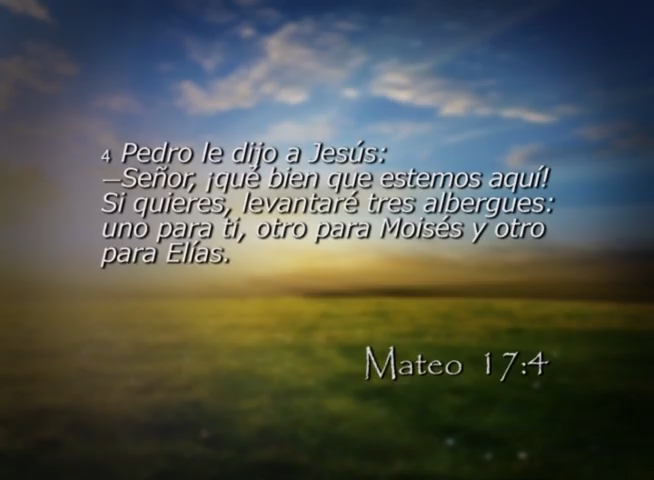 4 Pedro le dijo a Jesús:
—Señor, ¡qué bien que estemos aquí!
Si quieres, levantaré tres albergues:
uno para ti, otro para Moisés y otro
para Elías.
Mateo 17:4